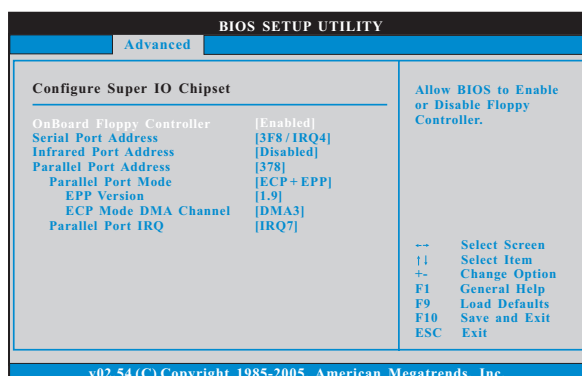 BIOS SETUP UTILITY
Advanced
Configure Super IO Chipset
OnBoard Floppy Controller [Enabled]
Serial Port Address [3F8 / IRQ4]
Infrared Port Address [Disabled]
Parallel Port Address [378]
Parallel Port Mode [ECP + EPP]
EPP Version [1.9]
ECP Mode DMA Channel [DMA3]
Parallel Port IRQ [IRQ7]
Allow BIOS to Enable
or Disable Floppy
Controller.
←→ Select Screen
↑↓ Select Item
+- Change Option
F1 General Help
F9 Load Defaults
F10 Save and Exit
ESC Exit
v02.54 (C) Copyright 1985-2005, American Megatrends, Inc.